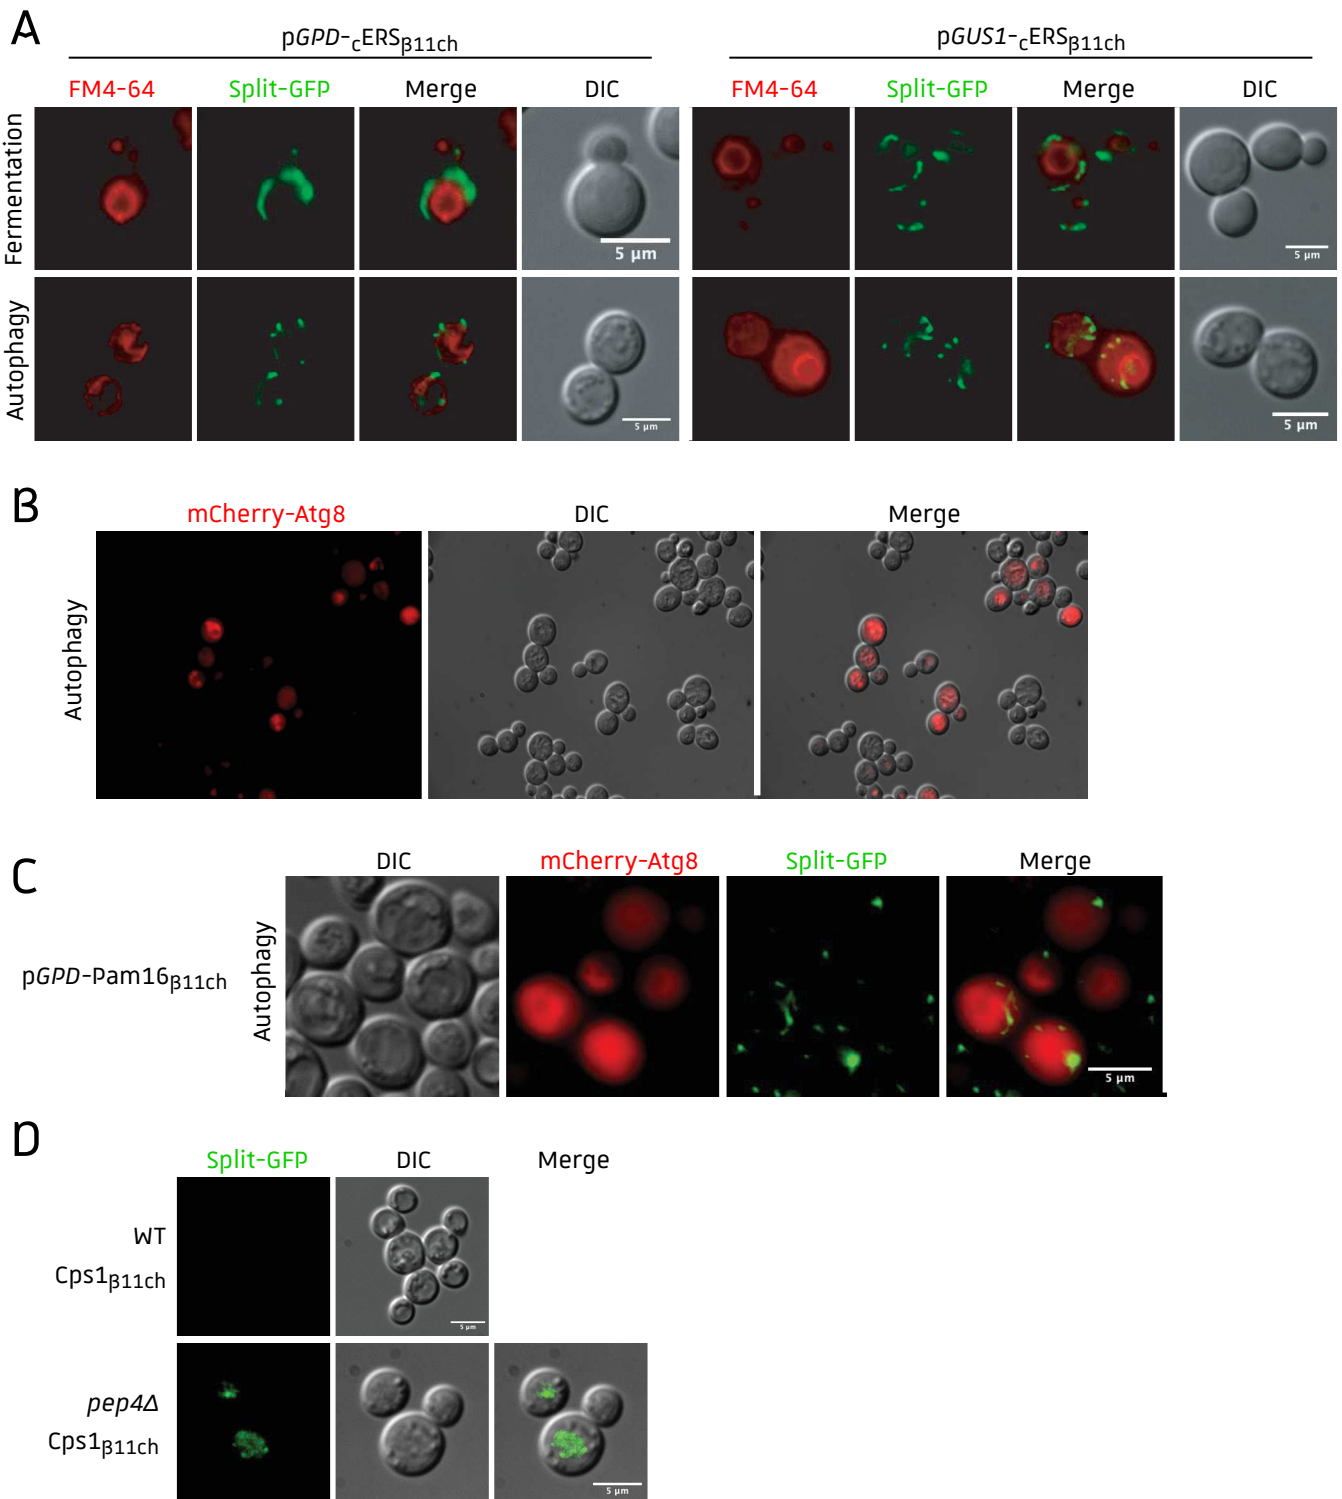 A
pGPD-cERSβ11ch
pGUS1-cERSβ11ch
FM4-64 Split-GFP Merge DIC FM4-64 Split-GFP Merge DIC
Fermentation
5 µm
5 µm
Autophagy
5 µm
5 µm
B
mCherry-Atg8 DIC Merge
Autophagy
C
DIC mCherry-Atg8 Split-GFP Merge
pGPD-Pam16β11ch
Autophagy
5 µm
D
Split-GFP DIC Merge
WT
Cps1β11ch
5 µm
pep4Δ
Cps1β11ch
5 µm